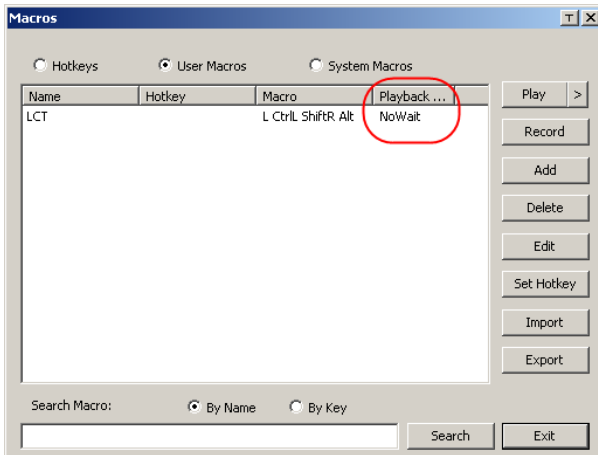 Macros
Hotkeys User Macros System Macros
Name Hotkey Macro Playback ... Play >
LCT L CtrlL ShiftR Alt NoWait
Record
Add
Delete
Edit
Set Hotkey
Import
Export
Search Macro: By Name By Key
Search Exit